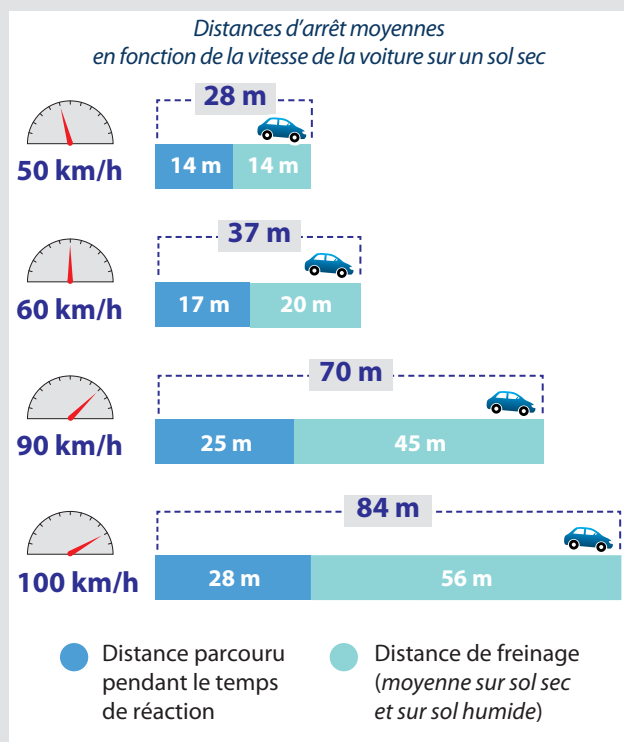 Distances d'arrêt moyennes
en fonction de la vitesse de la voiture sur un sol sec
28 m
50 km/h
14 m 14 m
37 m
60 km/h
17 m 20 m
70 m
90 km/h
25 m 45 m
84 m
100 km/h
28 m 56 m
Distance parcouru
pendant le temps
de réaction
Distance de freinage
(moyenne sur sol sec
et sur sol humide)